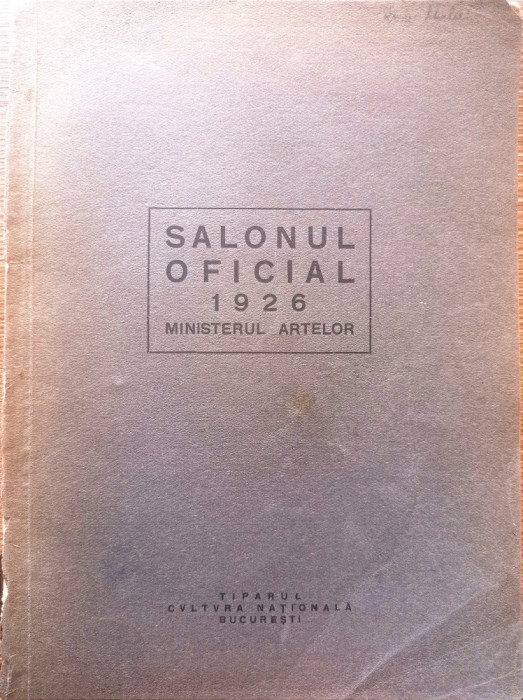 SALONUL
OFICIAL
1926
MINISTERUL ARTELOR
TIPARUL
CVLTVRA NAȚIONALĂ
BUCUREȘTI